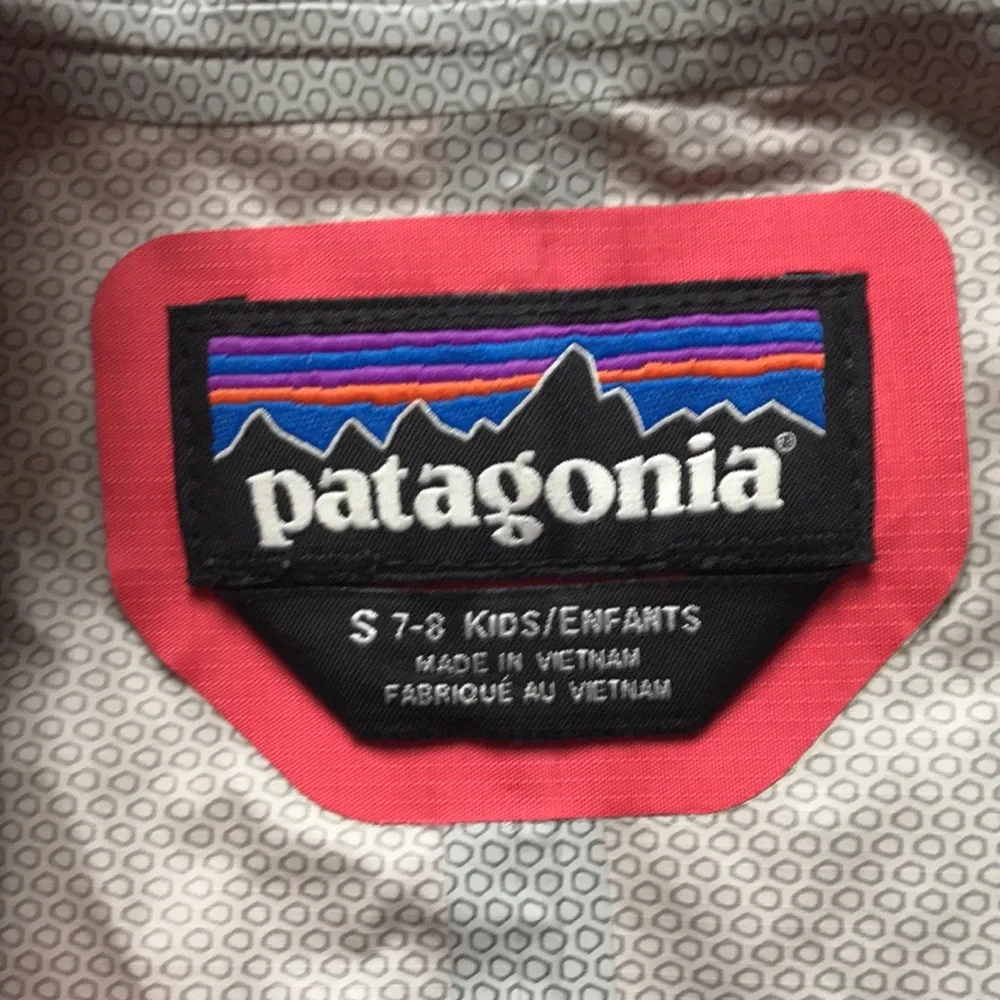 patagonia®
S 7-8 KIDS/ENFANTS
MADE IN VIETNAM
FABRIQUÉ AU VIETNAM